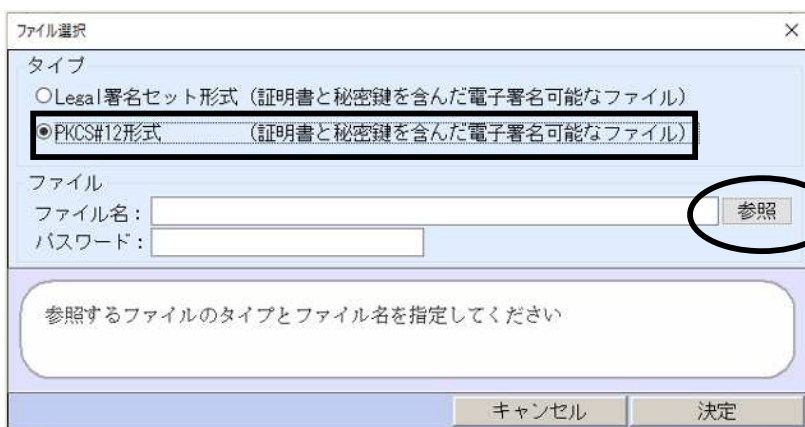 ファイル選択
タイプ
Legal署名セット形式（証明書と秘密鍵を含んだ電子署名可能なファイル）
PKCS#12形式　　　　（証明書と秘密鍵を含んだ電子署名可能なファイル）
ファイル
ファイル名：　参照
パスワード：
参照するファイルのタイプとファイル名を指定してください
キャンセル　決定